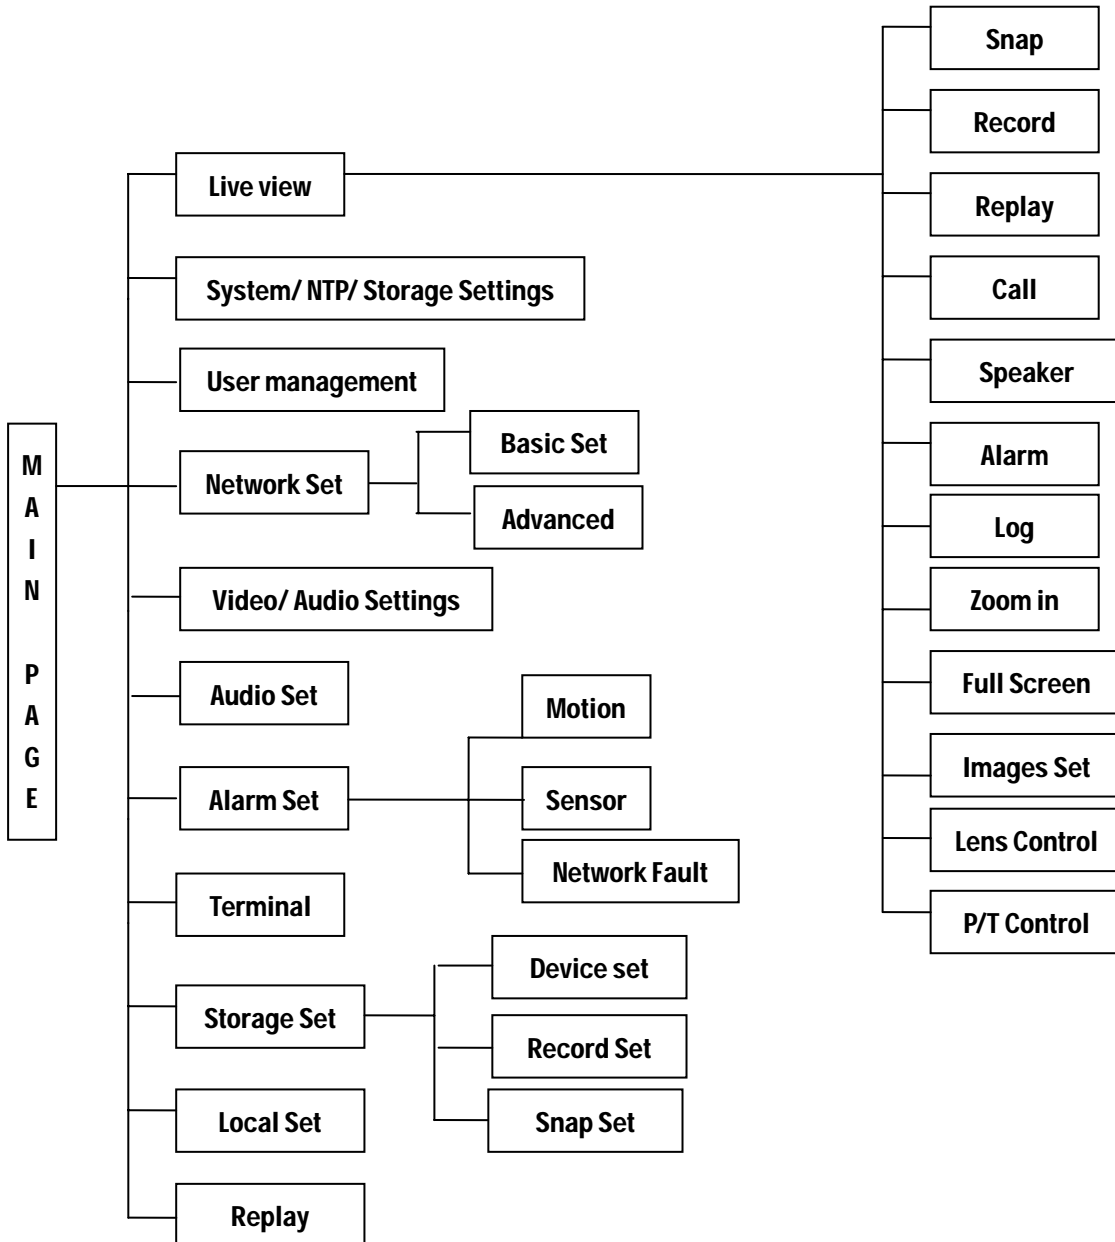 MAIN PAGE
Live view
System/ NTP/ Storage Settings
User management
Network Set
Basic Set
Advanced
Video/ Audio Settings
Audio Set
Alarm Set
Motion
Sensor
Network Fault
Terminal
Storage Set
Device set
Record Set
Snap Set
Local Set
Replay
Snap
Record
Replay
Call
Speaker
Alarm
Log
Zoom in
Full Screen
Images Set
Lens Control
P/T Control